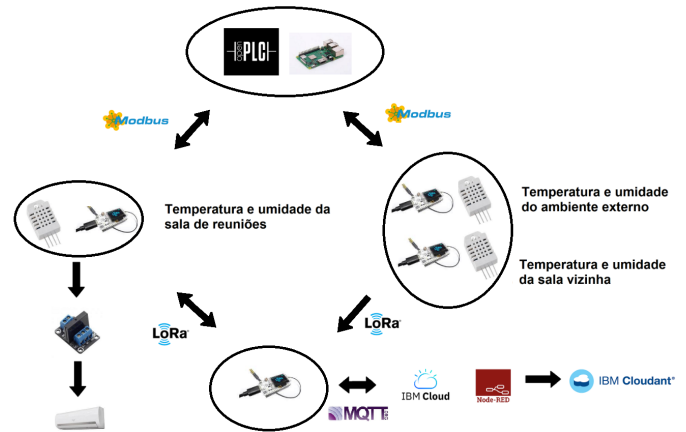 open
PLC
Modbus
Modbus
Temperatura e umidade da
sala de reuniões
Temperatura e umidade
do ambiente externo
Temperatura e umidade
da sala vizinha
LoRa
LoRa
MQTT
IBM Cloud
Node-RED
IBM Cloudant®